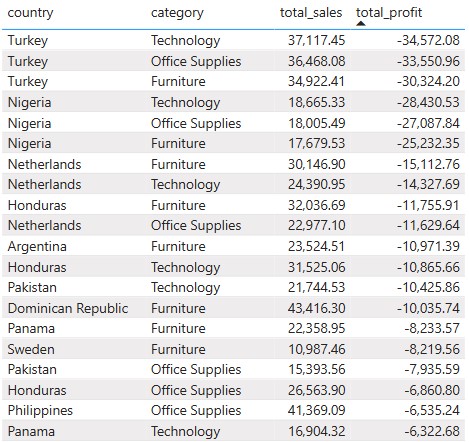 country category total_sales total_profit
Turkey Technology 37,117.45 -34,572.08
Turkey Office Supplies 36,468.08 -33,550.96
Turkey Furniture 34,922.41 -30,324.20
Nigeria Technology 18,665.33 -28,430.53
Nigeria Office Supplies 18,005.49 -27,087.84
Nigeria Furniture 17,679.53 -25,232.35
Netherlands Furniture 30,146.90 -15,112.76
Netherlands Technology 24,390.95 -14,327.69
Honduras Furniture 32,036.69 -11,755.91
Netherlands Office Supplies 22,977.10 -11,629.64
Argentina Furniture 23,524.51 -10,971.39
Honduras Technology 31,525.06 -10,865.66
Pakistan Technology 21,744.53 -10,425.86
Dominican Republic Furniture 43,416.30 -10,035.74
Panama Furniture 22,358.95 -8,233.57
Sweden Furniture 10,987.46 -8,219.56
Pakistan Office Supplies 15,393.56 -7,935.59
Honduras Office Supplies 26,563.90 -6,860.80
Philippines Office Supplies 41,369.09 -6,535.24
Panama Technology 16,904.32 -6,322.68